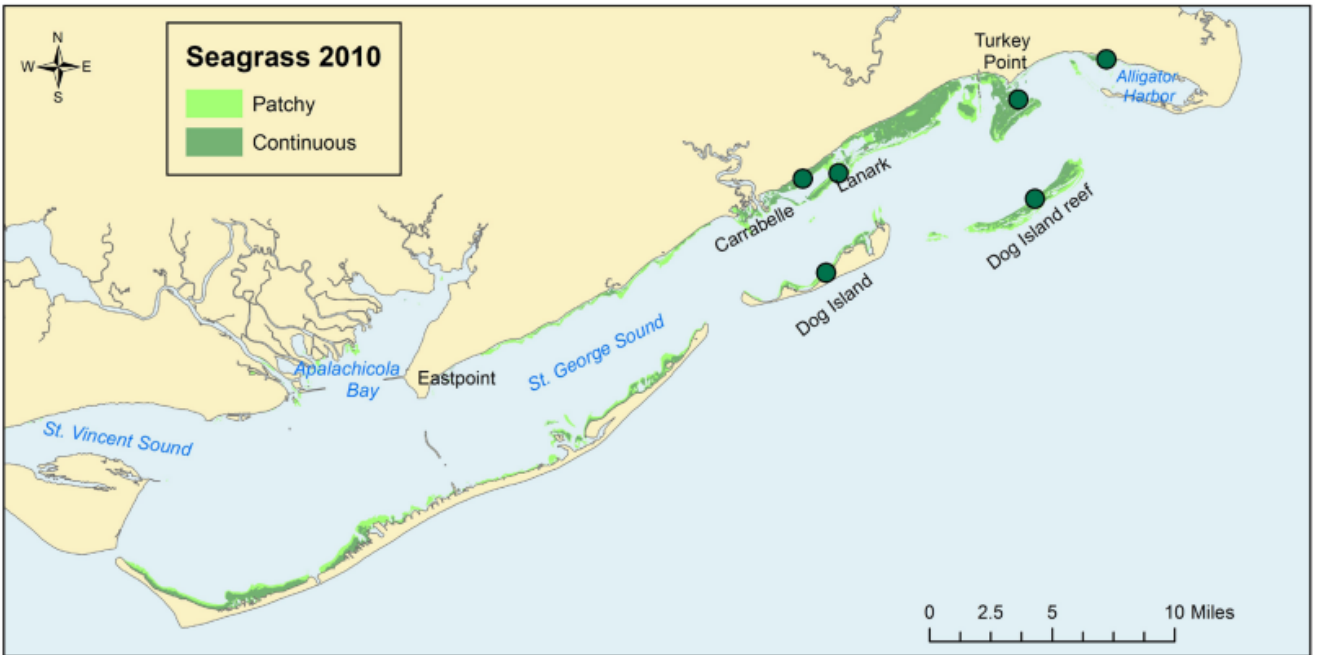 N
W E
S
Seagrass 2010
Patchy
Continuous
Turkey
Point
Alligator
Harbor
Lanark
Carrabelle
Dog Island reef
Dog Island
St. George Sound
Apalachicola
Bay
Eastpoint
St. Vincent Sound
0 2.5 5 10 Miles